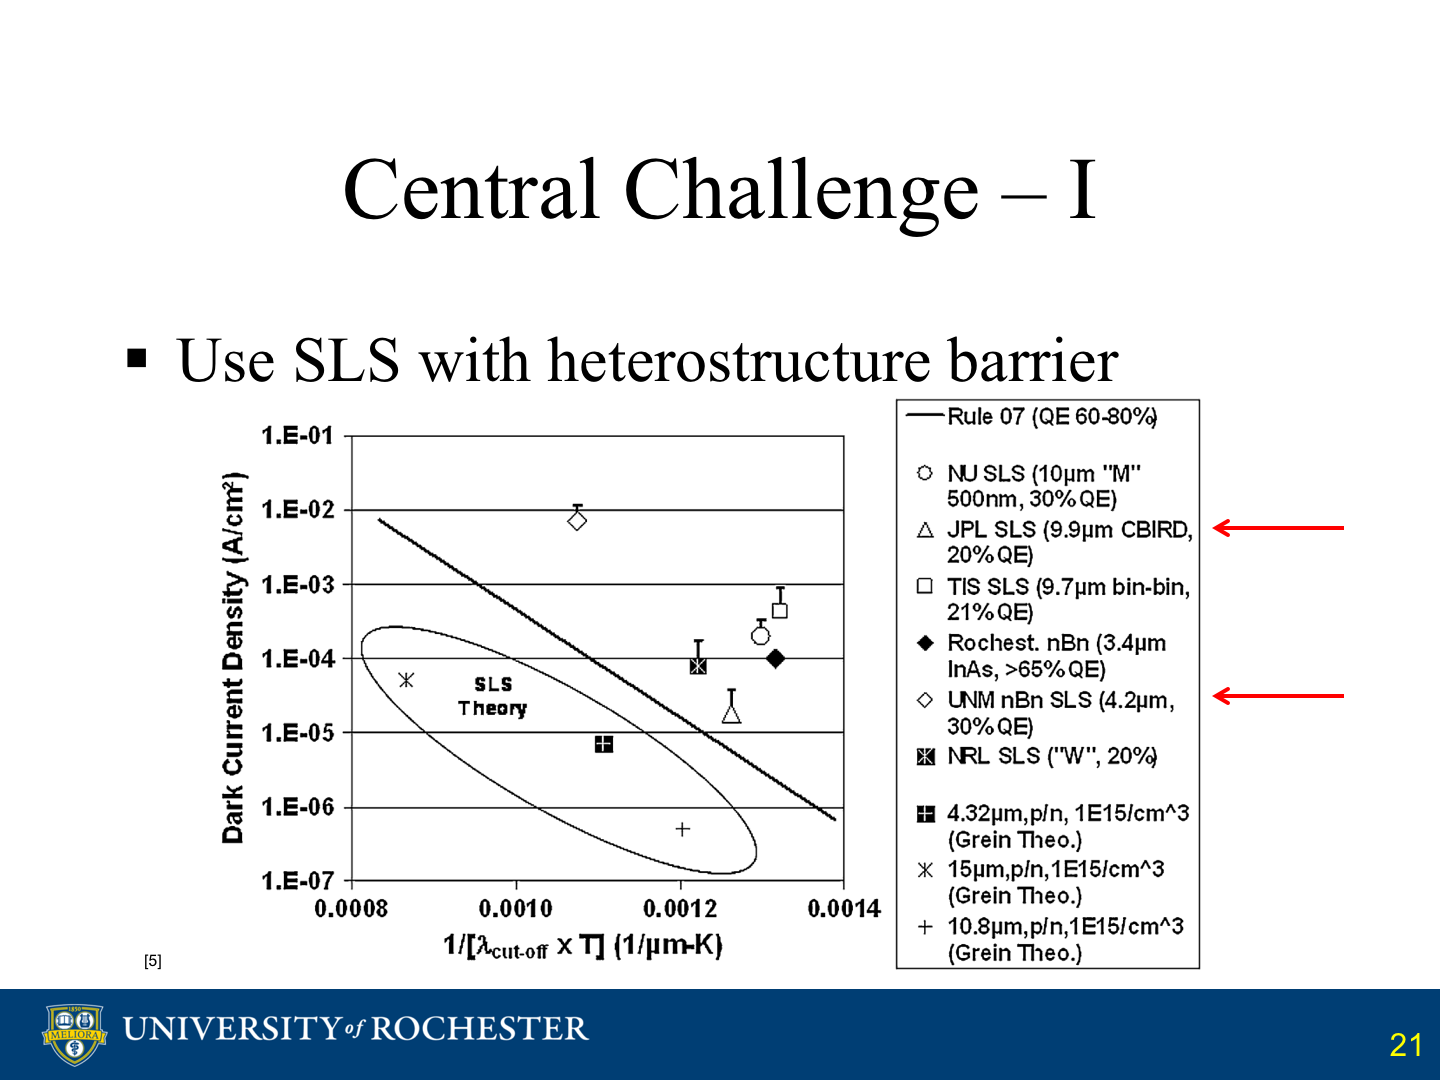 Central Challenge – I
▪ Use SLS with heterostructure barrier
Dark Current Density (A/cm²)
1.E-01
1.E-02
1.E-03
1.E-04
1.E-05
1.E-06
1.E-07
SLS
Theory
0.0008
0.0010
0.0012
0.0014
1/[λcut-off x T] (1/µm-K)
Rule 07 (QE 60-80%)
NU SLS (10µm "M"
500nm, 30%QE)
JPL SLS (9.9µm CBIRD,
20%QE)
TIS SLS (9.7µm bin-bin,
21%QE)
Rochest. nBn (3.4µm
InAs, >65%QE)
UNM nBn SLS (4.2µm,
30%QE)
NRL SLS ("W", 20%)
4.32µm,p/n, 1E15/cm^3
(Grein Theo.)
15µm,p/n,1E15/cm^3
(Grein Theo.)
10.8µm,p/n,1E15/cm^3
(Grein Theo.)
[5]
1850
MELIORA
UNIVERSITY of ROCHESTER
21